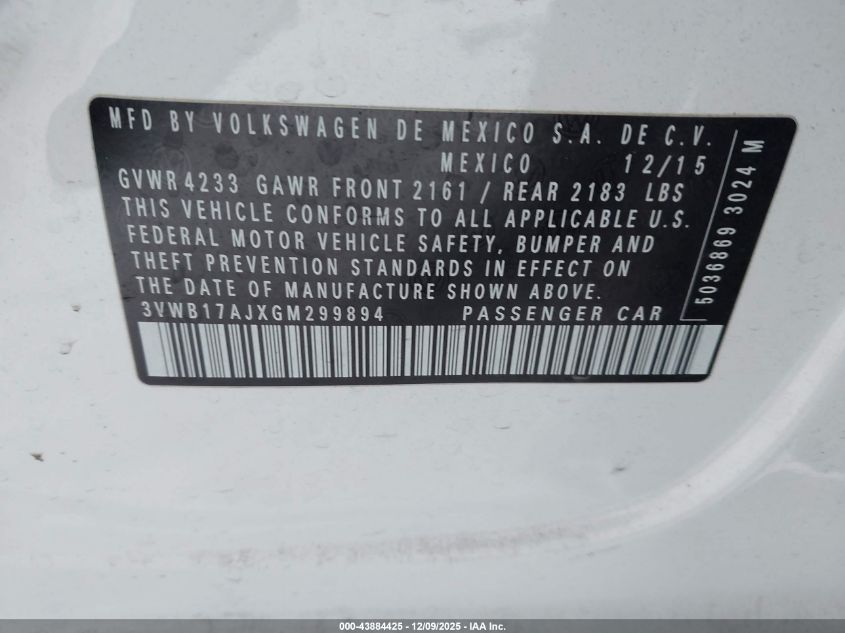 MFD BY VOLKSWAGEN DE MEXICO S.A. DE C.V.
MEXICO 12/15
GVWR 4233 GAWR FRONT 2161 / REAR 2183 LBS
THIS VEHICLE CONFORMS TO ALL APPLICABLE U.S.
FEDERAL MOTOR VEHICLE SAFETY, BUMPER AND
THEFT PREVENTION STANDARDS IN EFFECT ON
THE DATE OF MANUFACTURE SHOWN ABOVE.
3VWB17AJXGM299894 PASSENGER CAR
5036869 3024 M
000-43884425 - 12/09/2025 - IAA Inc.